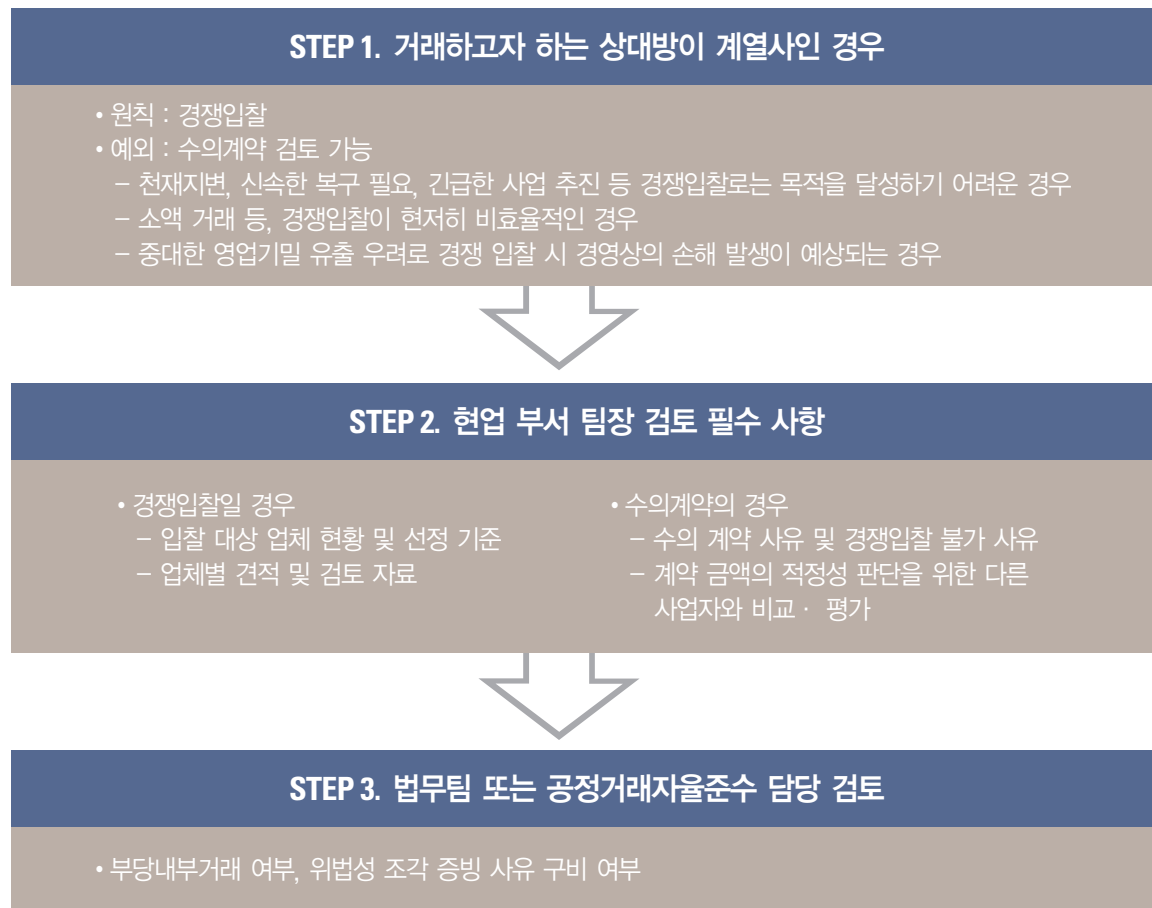 STEP 1. 거래하고자 하는 상대방이 계열사인 경우
• 원칙 : 경쟁입찰
• 예외 : 수의계약 검토 가능
– 천재지변, 신속한 복구 필요, 긴급한 사업 추진 등 경쟁입찰로는 목적을 달성하기 어려운 경우
– 소액 거래 등, 경쟁입찰이 현저히 비효율적인 경우
– 중대한 영업기밀 유출 우려로 경쟁 입찰 시 경영상의 손해 발생이 예상되는 경우
STEP 2. 현업 부서 팀장 검토 필수 사항
• 경쟁입찰일 경우
– 입찰 대상 업체 현황 및 선정 기준
– 업체별 견적 및 검토 자료
• 수의계약의 경우
– 수의 계약 사유 및 경쟁입찰 불가 사유
– 계약 금액의 적정성 판단을 위한 다른
사업자와 비교 · 평가
STEP 3. 법무팀 또는 공정거래자율준수 담당 검토
• 부당내부거래 여부, 위법성 조각 증빙 사유 구비 여부